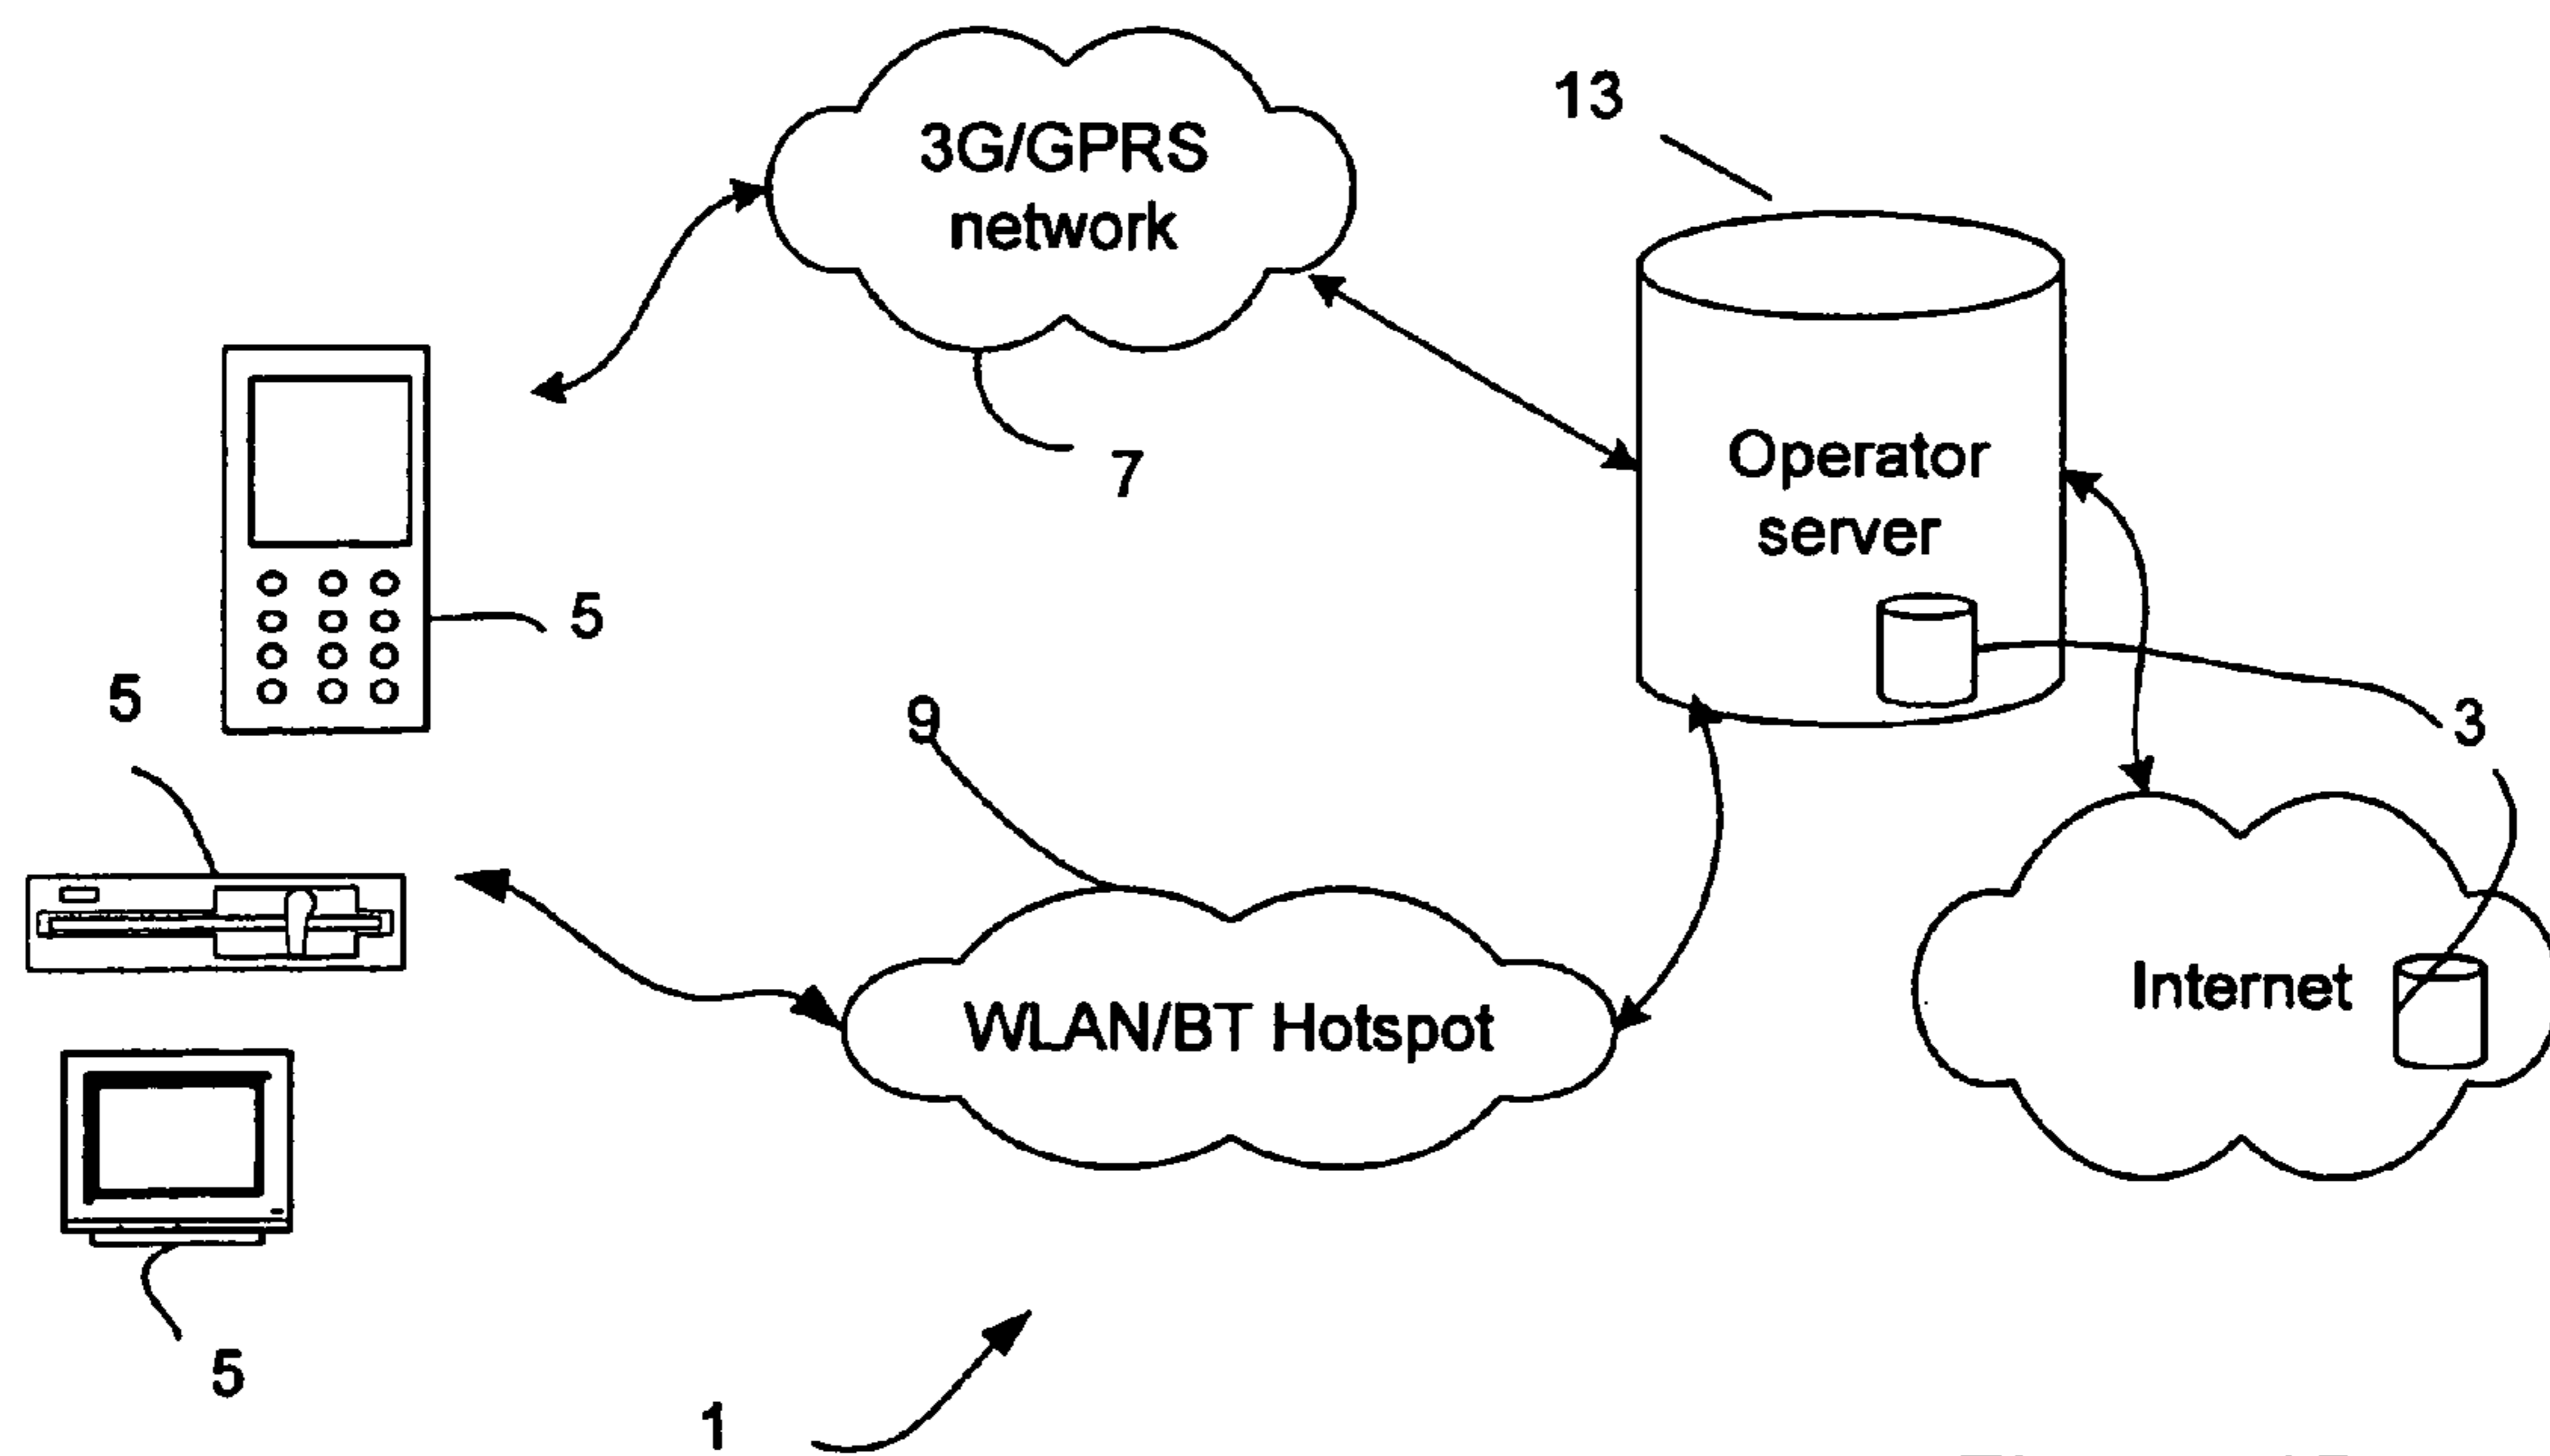 3G/GPRS
network
13
7
Operator
server
5
5
9
3
Internet
WLAN/BT Hotspot
5
1